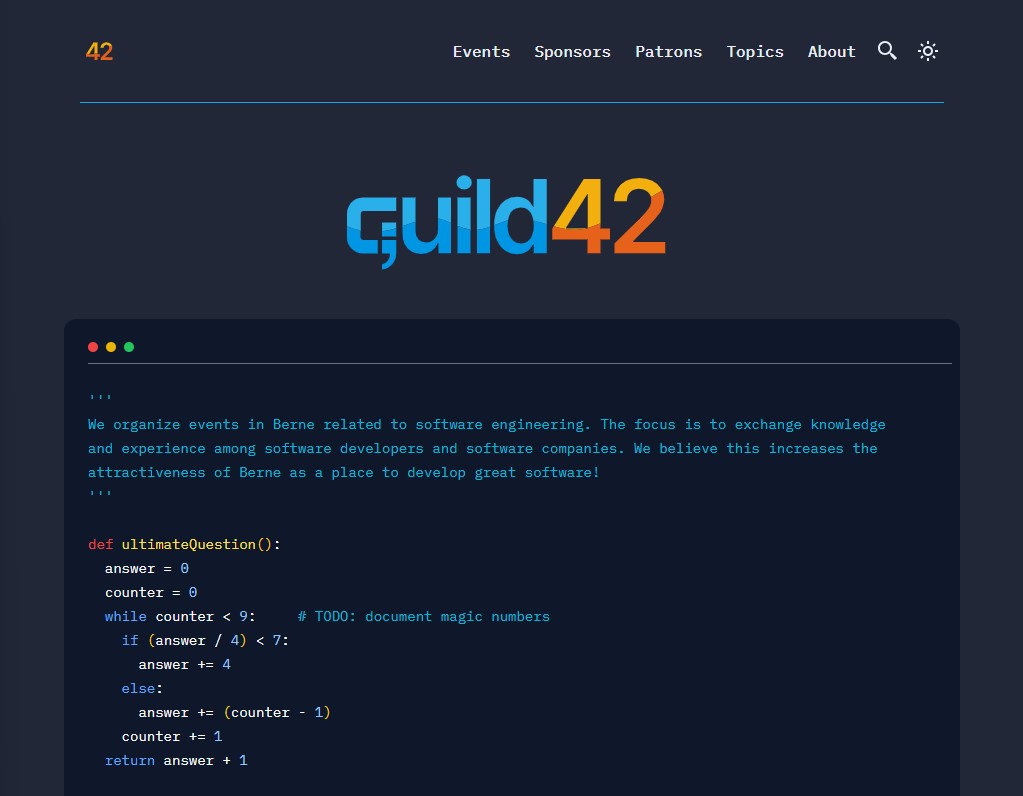 42
Events Sponsors Patrons Topics About
guild42
'''
We organize events in Berne related to software engineering. The focus is to exchange knowledge
and experience among software developers and software companies. We believe this increases the
attractiveness of Berne as a place to develop great software!
'''
def ultimateQuestion():
  answer = 0
  counter = 0
  while counter < 9:     # TODO: document magic numbers
    if (answer / 4) < 7:
      answer += 4
    else:
      answer += (counter - 1)
    counter += 1
  return answer + 1